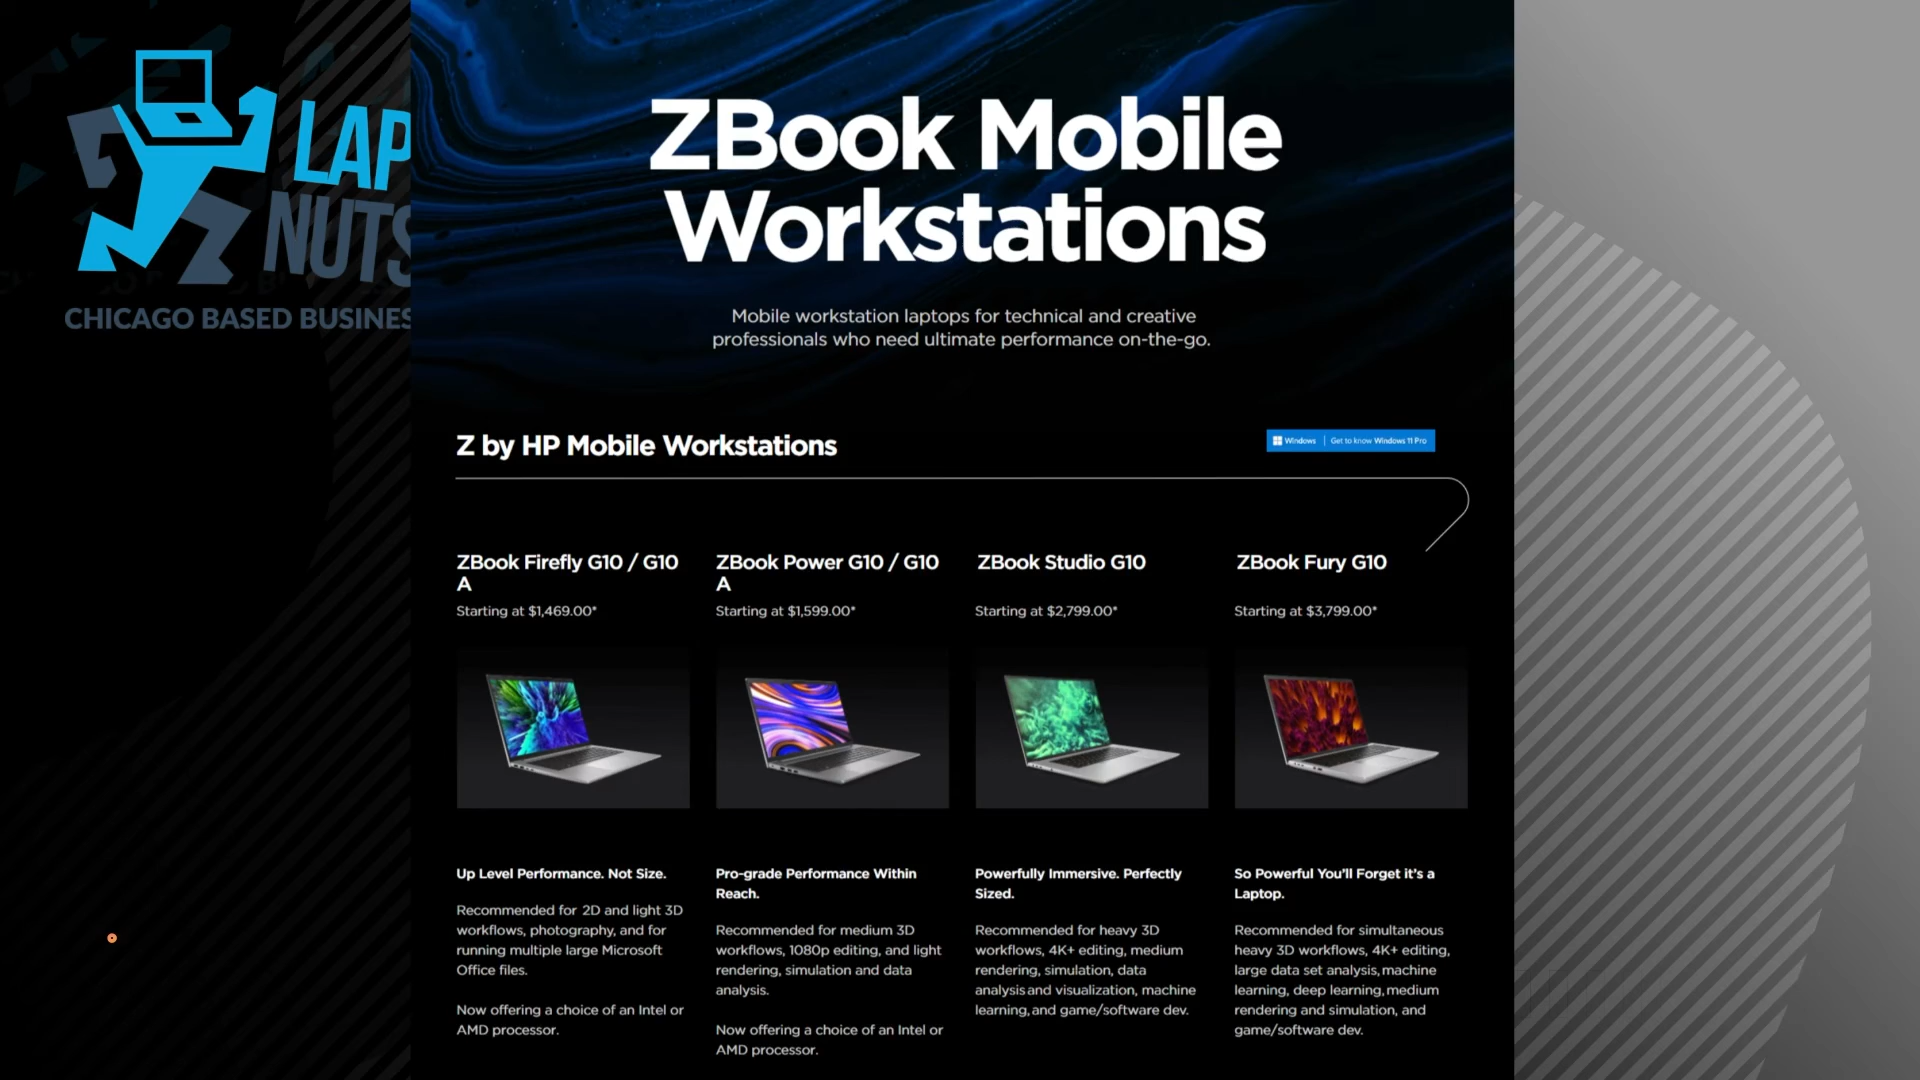 LAP
NUTS
CHICAGO BASED BUSINES
ZBook Mobile
Workstations
Mobile workstation laptops for technical and creative
professionals who need ultimate performance on-the-go.
Z by HP Mobile Workstations
Windows | Get to know Windows 11 Pro
ZBook Firefly G10 / G10
A
Starting at $1,469.00*
Up Level Performance. Not Size.
Recommended for 2D and light 3D
workflows, photography, and for
running multiple large Microsoft
Office files.
Now offering a choice of an Intel or
AMD processor.
ZBook Power G10 / G10
A
Starting at $1,599.00*
Pro-grade Performance Within
Reach.
Recommended for medium 3D
workflows, 1080p editing, and light
rendering, simulation and data
analysis.
Now offering a choice of an Intel or
AMD processor.
ZBook Studio G10
Starting at $2,799.00*
Powerfully Immersive. Perfectly
Sized.
Recommended for heavy 3D
workflows, 4K+ editing, medium
rendering, simulation, data
analysis and visualization, machine
learning, and game/software dev.
ZBook Fury G10
Starting at $3,799.00*
So Powerful You'll Forget it's a
Laptop.
Recommended for simultaneous
heavy 3D workflows, 4K+ editing,
large data set analysis, machine
learning, deep learning, medium
rendering and simulation, and
game/software dev.